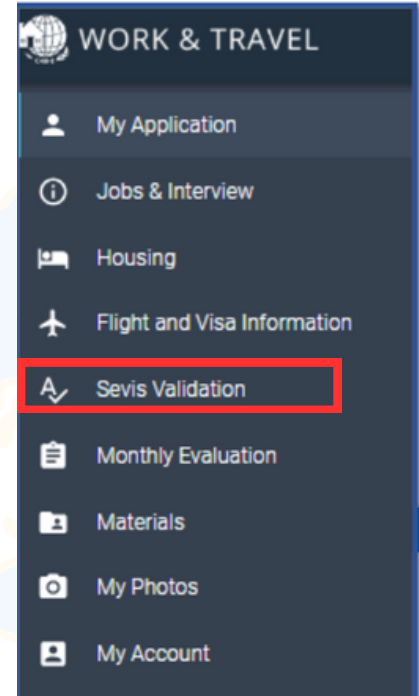 WORK & TRAVEL
My Application
Jobs & Interview
Housing
Flight and Visa Information
Sevis Validation
Monthly Evaluation
Materials
My Photos
My Account